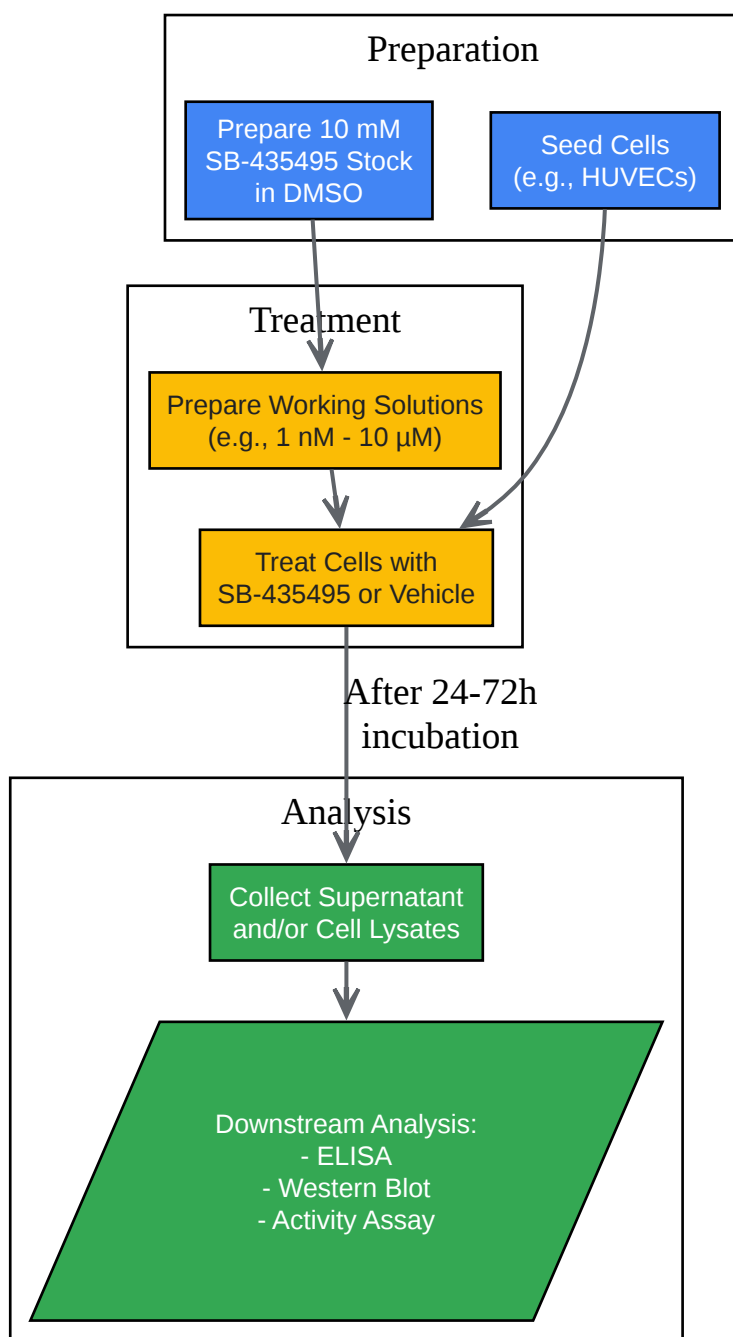 Preparation
Prepare 10 mM
SB-435495 Stock
in DMSO
Seed Cells
(e.g., HUVECs)
Treatment
Prepare Working Solutions
(e.g., 1 nM - 10 µM)
Treat Cells with
SB-435495 or Vehicle
After 24-72h
incubation
Analysis
Collect Supernatant
and/or Cell Lysates
Downstream Analysis:
- ELISA
- Western Blot
- Activity Assay